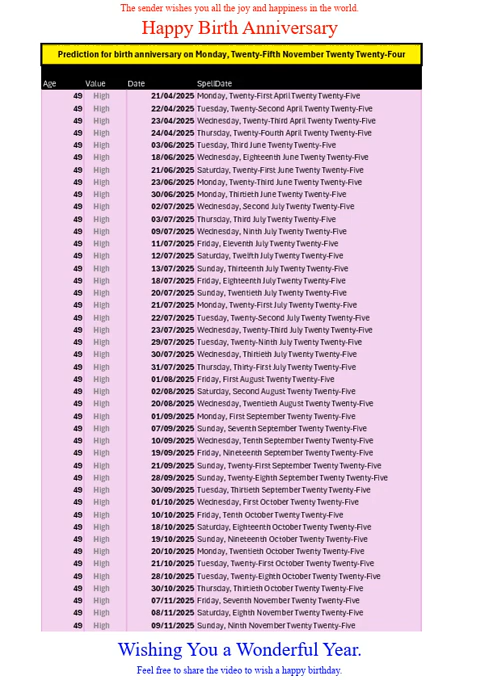 The sender wishes you all the joy and happiness in the world.
Happy Birth Anniversary
Prediction for birth anniversary on Monday, Twenty-Fifth November Twenty Twenty-Four
Age Value Date SpellDate
49 High 21/04/2025 Monday, Twenty-First April Twenty Twenty-Five
49 High 22/04/2025 Tuesday, Twenty-Second April Twenty Twenty-Five
49 High 23/04/2025 Wednesday, Twenty-Third April Twenty Twenty-Five
49 High 24/04/2025 Thursday, Twenty-Fourth April Twenty Twenty-Five
49 High 03/06/2025 Tuesday, Third June Twenty Twenty-Five
49 High 18/06/2025 Wednesday, Eighteenth June Twenty Twenty-Five
49 High 21/06/2025 Saturday, Twenty-First June Twenty Twenty-Five
49 High 23/06/2025 Monday, Twenty-Third June Twenty Twenty-Five
49 High 30/06/2025 Monday, Thirtieth June Twenty Twenty-Five
49 High 02/07/2025 Wednesday, Second July Twenty Twenty-Five
49 High 03/07/2025 Thursday, Third July Twenty Twenty-Five
49 High 09/07/2025 Wednesday, Ninth July Twenty Twenty-Five
49 High 11/07/2025 Friday, Eleventh July Twenty Twenty-Five
49 High 12/07/2025 Saturday, Twelfth July Twenty Twenty-Five
49 High 13/07/2025 Sunday, Thirteenth July Twenty Twenty-Five
49 High 18/07/2025 Friday, Eighteenth July Twenty Twenty-Five
49 High 20/07/2025 Sunday, Twentieth July Twenty Twenty-Five
49 High 21/07/2025 Monday, Twenty-First July Twenty Twenty-Five
49 High 22/07/2025 Tuesday, Twenty-Second July Twenty Twenty-Five
49 High 23/07/2025 Wednesday, Twenty-Third July Twenty Twenty-Five
49 High 29/07/2025 Tuesday, Twenty-Ninth July Twenty Twenty-Five
49 High 30/07/2025 Wednesday, Thirtieth July Twenty Twenty-Five
49 High 31/07/2025 Thursday, Thirty-First July Twenty Twenty-Five
49 High 01/08/2025 Friday, First August Twenty Twenty-Five
49 High 02/08/2025 Saturday, Second August Twenty Twenty-Five
49 High 20/08/2025 Wednesday, Twentieth August Twenty Twenty-Five
49 High 01/09/2025 Monday, First September Twenty Twenty-Five
49 High 07/09/2025 Sunday, Seventh September Twenty Twenty-Five
49 High 10/09/2025 Wednesday, Tenth September Twenty Twenty-Five
49 High 19/09/2025 Friday, Nineteenth September Twenty Twenty-Five
49 High 21/09/2025 Sunday, Twenty-First September Twenty Twenty-Five
49 High 28/09/2025 Sunday, Twenty-Eighth September Twenty Twenty-Five
49 High 30/09/2025 Tuesday, Thirtieth September Twenty Twenty-Five
49 High 01/10/2025 Wednesday, First October Twenty Twenty-Five
49 High 10/10/2025 Friday, Tenth October Twenty Twenty-Five
49 High 18/10/2025 Saturday, Eighteenth October Twenty Twenty-Five
49 High 19/10/2025 Sunday, Nineteenth October Twenty Twenty-Five
49 High 20/10/2025 Monday, Twentieth October Twenty Twenty-Five
49 High 21/10/2025 Tuesday, Twenty-First October Twenty Twenty-Five
49 High 28/10/2025 Tuesday, Twenty-Eighth October Twenty Twenty-Five
49 High 30/10/2025 Thursday, Thirtieth October Twenty Twenty-Five
49 High 07/11/2025 Friday, Seventh November Twenty Twenty-Five
49 High 08/11/2025 Saturday, Eighth November Twenty Twenty-Five
49 High 09/11/2025 Sunday, Ninth November Twenty Twenty-Five
Wishing You a Wonderful Year.
Feel free to share the video to wish a happy birthday.